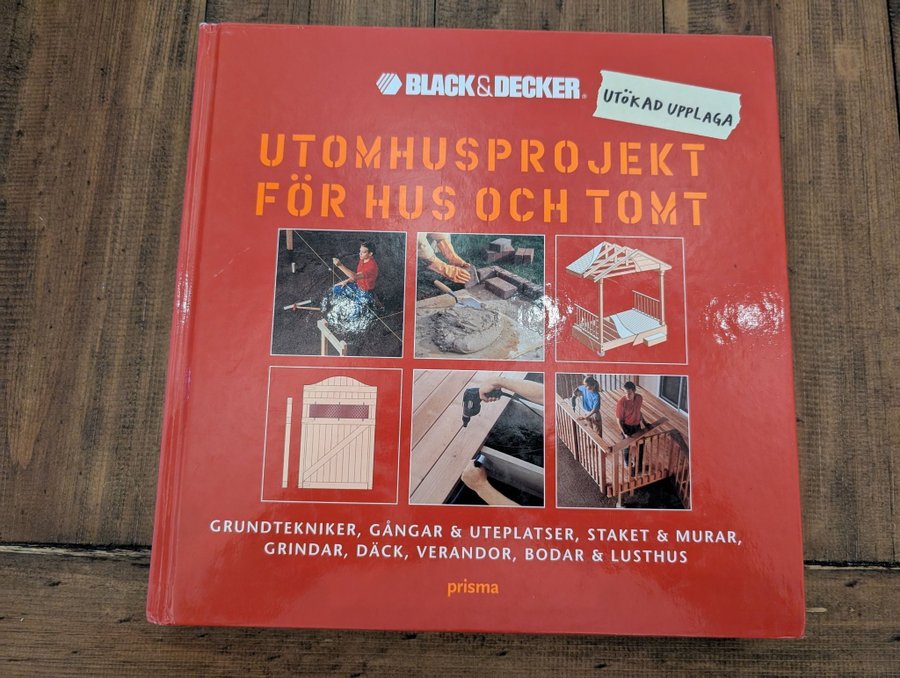 BLACK&DECKER®
UTÖKAD UPPLAGA
UTOMHUSPROJEKT
FÖR HUS OCH TOMT
GRUNDTEKNIKER, GÅNGAR & UTEPLATSER, STAKET & MURAR,
GRINDAR, DÄCK, VERANDOR, BODAR & LUSTHUS
prisma